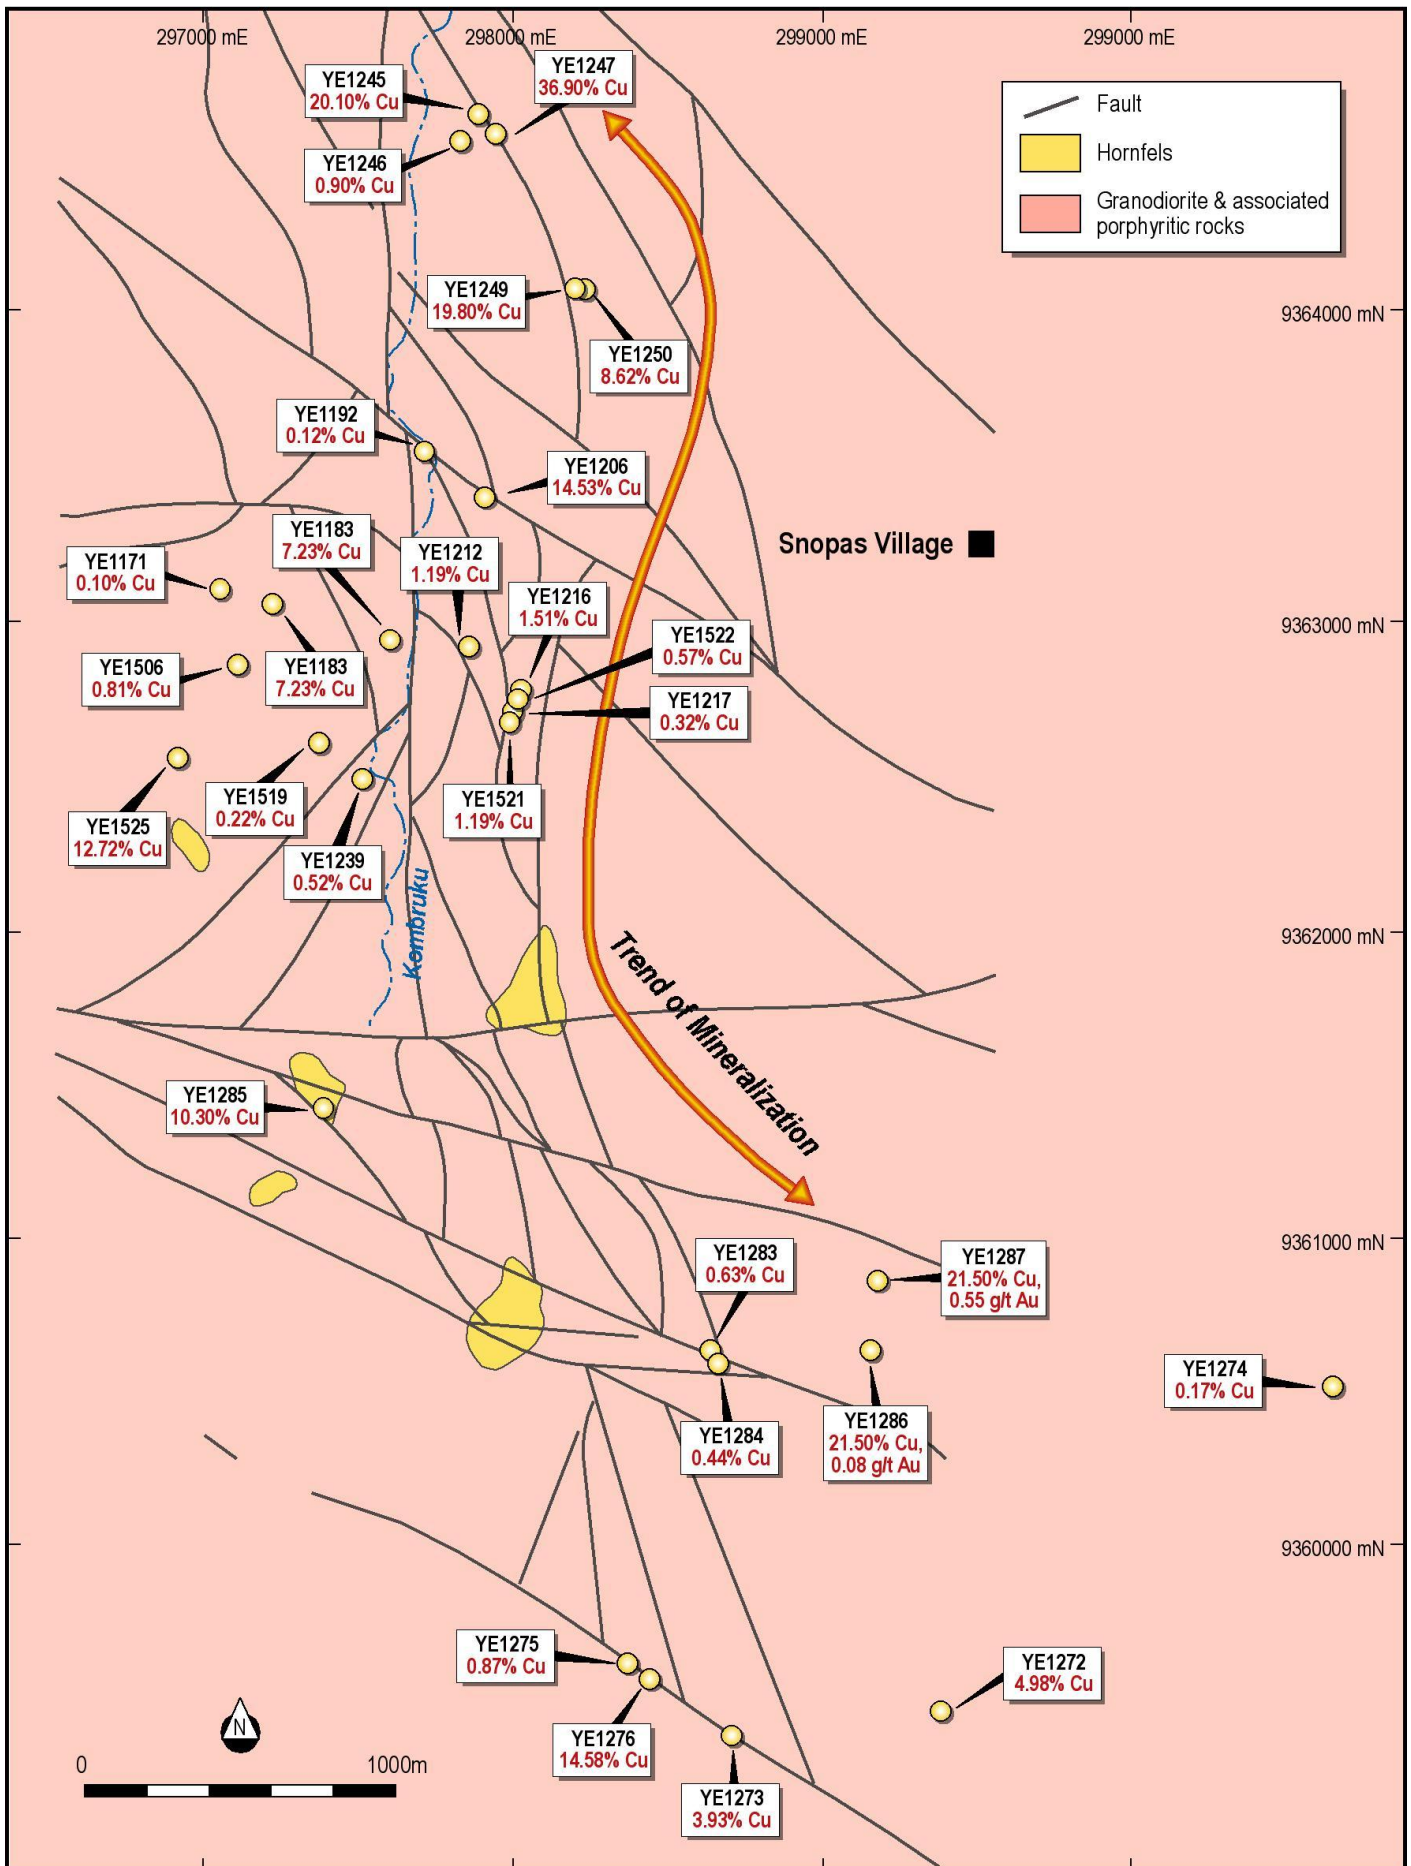 297000 mE
298000 mE
299000 mE
299000 mE
YE1245
20.10% Cu
YE1247
36.90% Cu
YE1246
0.90% Cu
Fault
Hornfels
Granodiorite & associated
porphyritic rocks
YE1249
19.80% Cu
9364000 mN
YE1250
8.62% Cu
YE1192
0.12% Cu
YE1206
14.53% Cu
YE1183
7.23% Cu
YE1212
1.19% Cu
Snopas Village
YE1171
0.10% Cu
YE1216
1.51% Cu
9363000 mN
YE1522
0.57% Cu
YE1506
0.81% Cu
YE1183
7.23% Cu
YE1217
0.32% Cu
YE1519
0.22% Cu
YE1521
1.19% Cu
YE1525
12.72% Cu
YE1239
0.52% Cu
Kombruku
9362000 mN
Trend of Mineralization
YE1285
10.30% Cu
9361000 mN
YE1283
0.63% Cu
YE1287
21.50% Cu,
0.55 g/t Au
YE1274
0.17% Cu
YE1284
0.44% Cu
YE1286
21.50% Cu,
0.08 g/t Au
9360000 mN
YE1275
0.87% Cu
YE1272
4.98% Cu
N
YE1276
14.58% Cu
0
1000m
YE1273
3.93% Cu